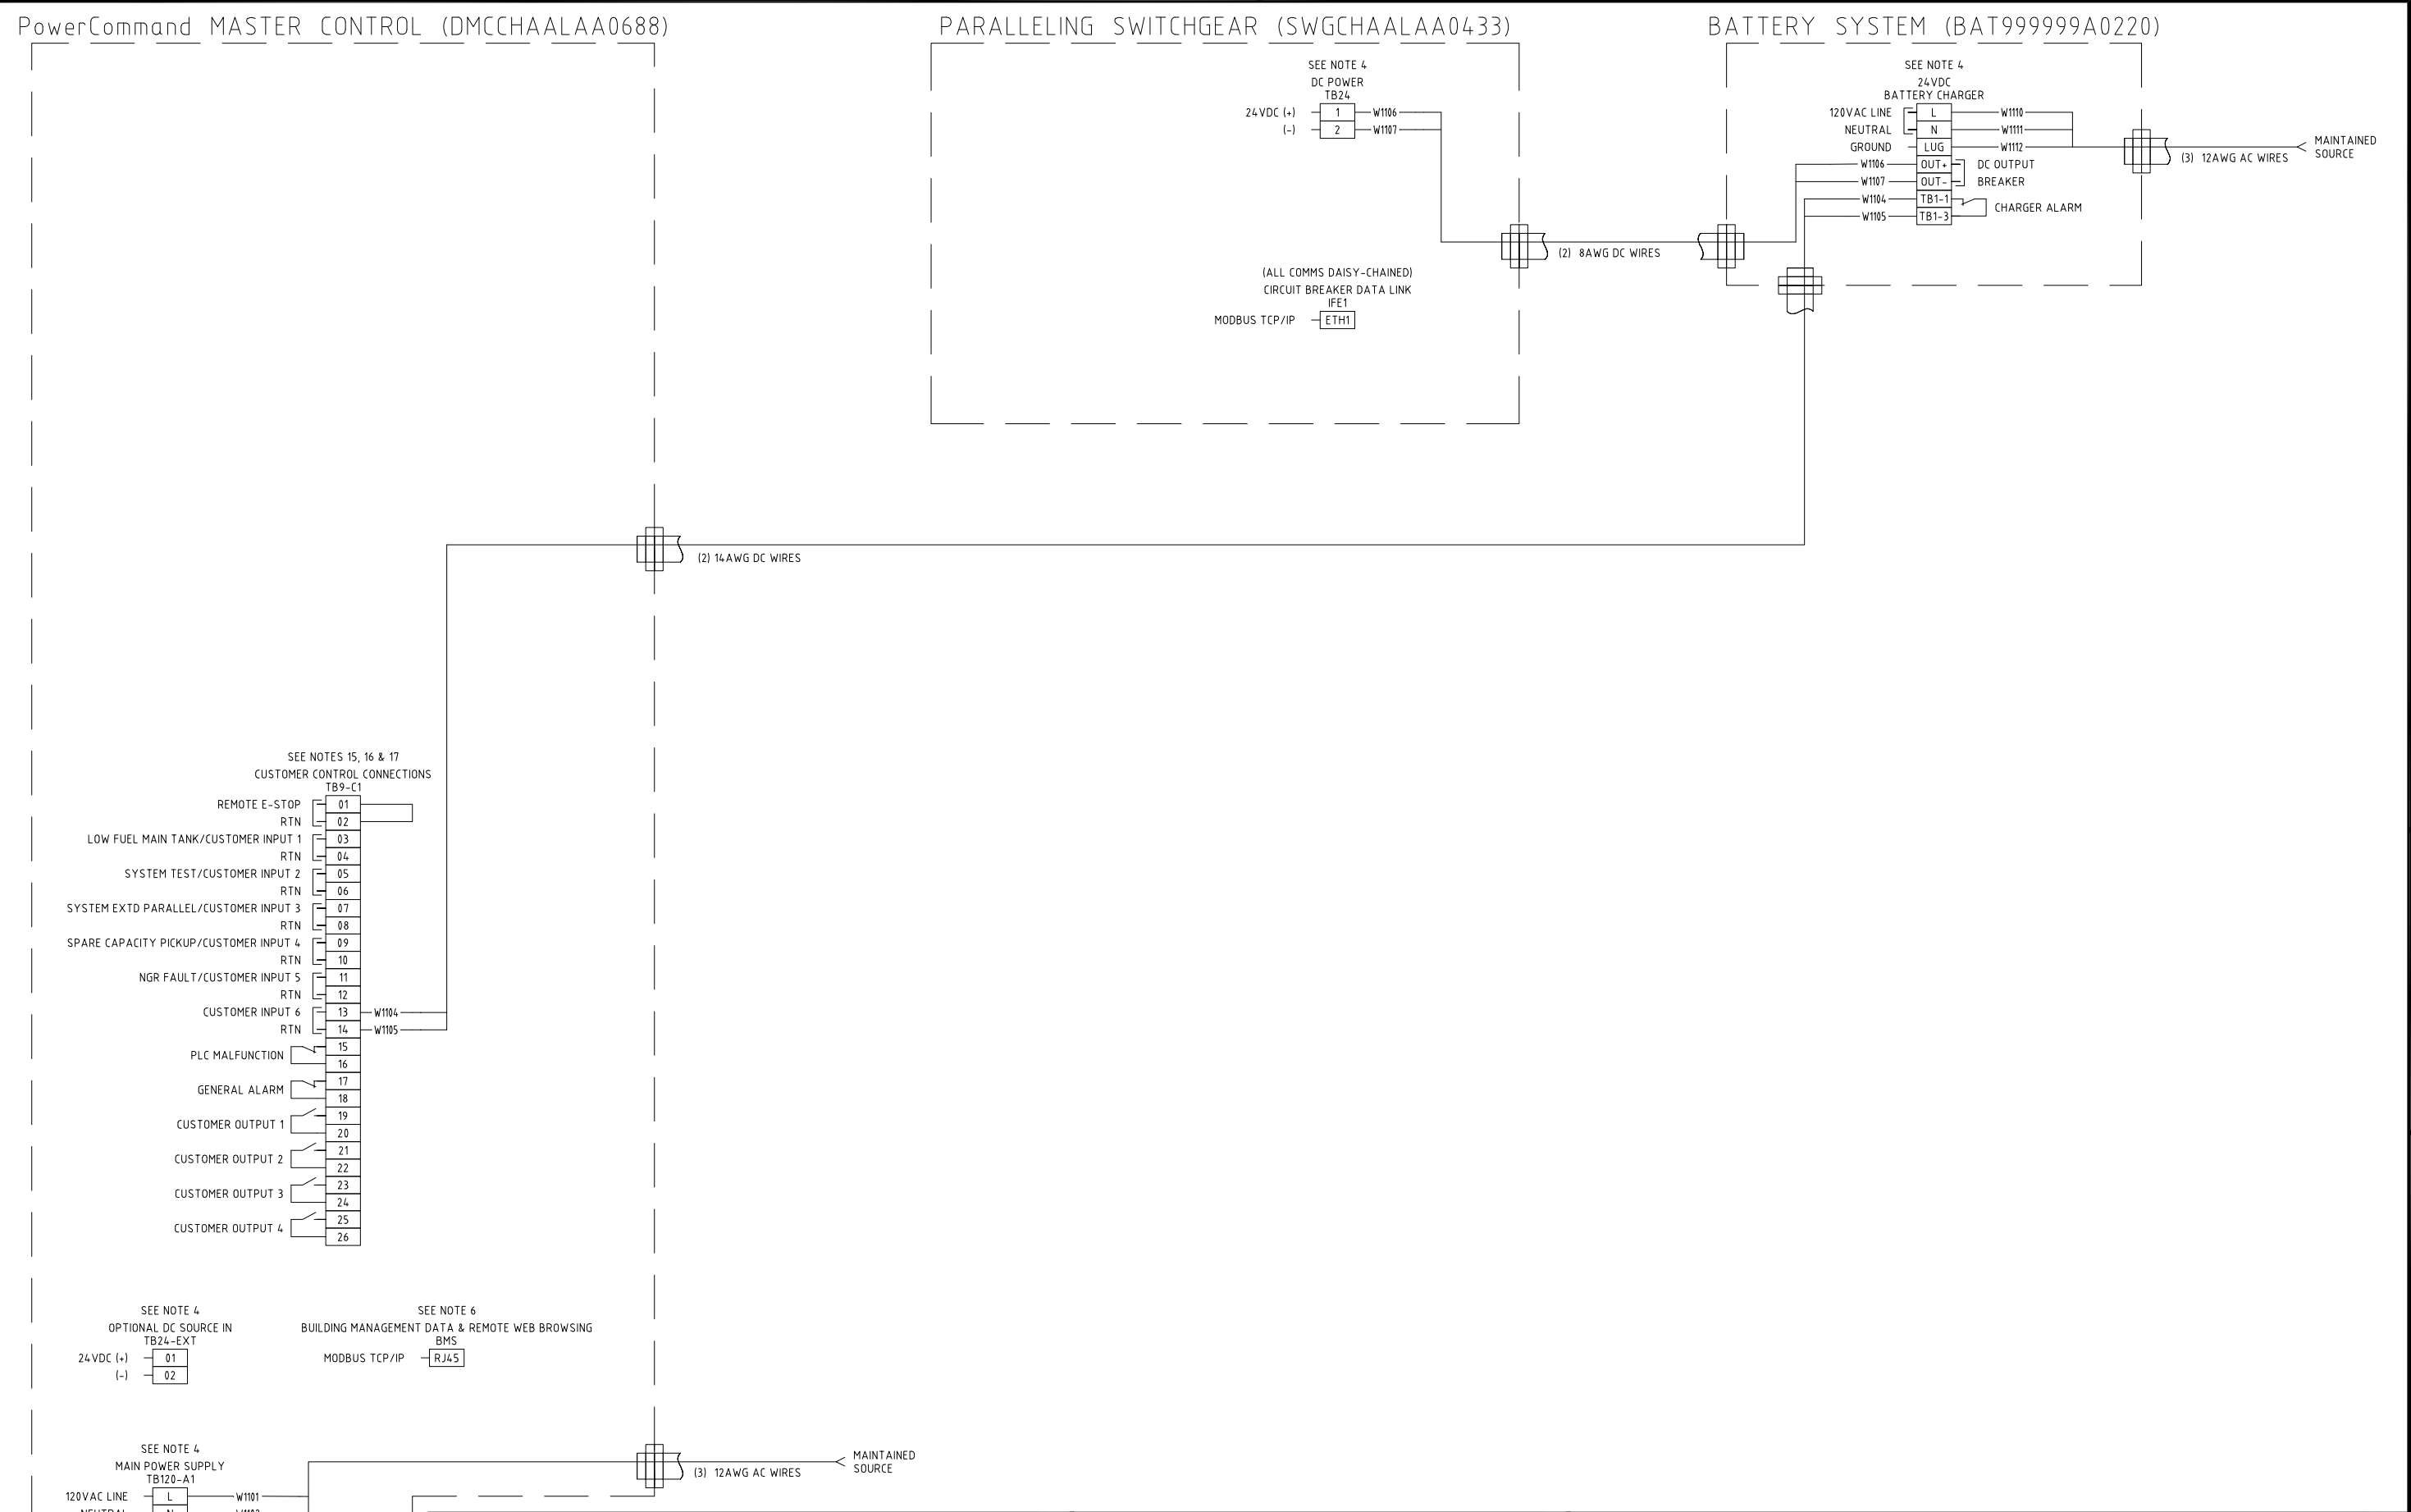 PowerCommand MASTER CONTROL (DMCCHAALAA0688)
PARALLELING SWITCHGEAR (SWGCHAALAA0433)
BATTERY SYSTEM (BAT999999A0220)
SEE NOTE 4
DC POWER
TB24
24VDC (+) 1 W1106
(-) 2 W1107
(ALL COMMS DAISY-CHAINED)
CIRCUIT BREAKER DATA LINK
IFE1
MODBUS TCP/IP ETH1
(2) 8AWG DC WIRES
SEE NOTE 4
24VDC
BATTERY CHARGER
120VAC LINE L W1110
NEUTRAL N W1111
GROUND LUG W1112
W1106 OUT+ DC OUTPUT
W1107 OUT- BREAKER
W1104 TB1-1
CHARGER ALARM
W1105 TB1-3
(3) 12AWG AC WIRES
MAINTAINED
SOURCE
(2) 14AWG DC WIRES
SEE NOTES 15, 16 & 17
CUSTOMER CONTROL CONNECTIONS
TB9-C1
REMOTE E-STOP 01
RTN 02
LOW FUEL MAIN TANK/CUSTOMER INPUT 1 03
RTN 04
SYSTEM TEST/CUSTOMER INPUT 2 05
RTN 06
SYSTEM EXTD PARALLEL/CUSTOMER INPUT 3 07
RTN 08
SPARE CAPACITY PICKUP/CUSTOMER INPUT 4 09
RTN 10
NGR FAULT/CUSTOMER INPUT 5 11
RTN 12
CUSTOMER INPUT 6 13 W1104
RTN 14 W1105
15
PLC MALFUNCTION
16
17
GENERAL ALARM
18
19
CUSTOMER OUTPUT 1
20
21
CUSTOMER OUTPUT 2
22
23
CUSTOMER OUTPUT 3
24
25
CUSTOMER OUTPUT 4
26
SEE NOTE 4
OPTIONAL DC SOURCE IN
TB24-EXT
24VDC (+) 01
(-) 02
SEE NOTE 6
BUILDING MANAGEMENT DATA & REMOTE WEB BROWSING
BMS
MODBUS TCP/IP RJ45
SEE NOTE 4
MAIN POWER SUPPLY
TB120-A1
120VAC LINE L W1101
(3) 12AWG AC WIRES
MAINTAINED
SOURCE